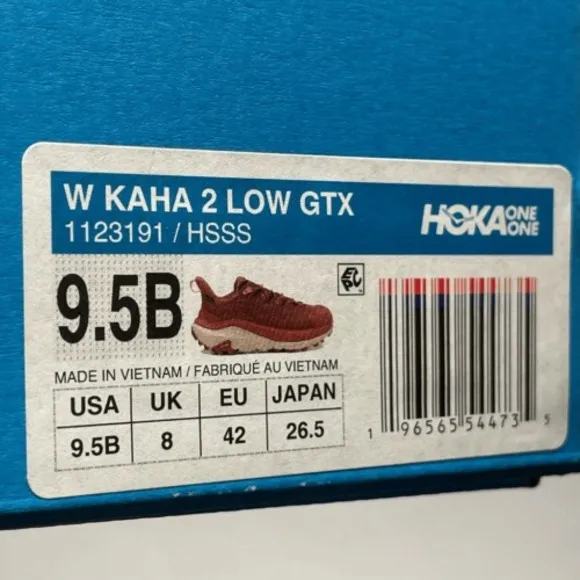 W KAHA 2 LOW GTX
1123191 / HSSS
HOKA ONE ONE
9.5B
MADE IN VIETNAM / FABRIQUÉ AU VIETNAM
USA UK EU JAPAN
9.5B 8 42 26.5
1 96565 54473 5